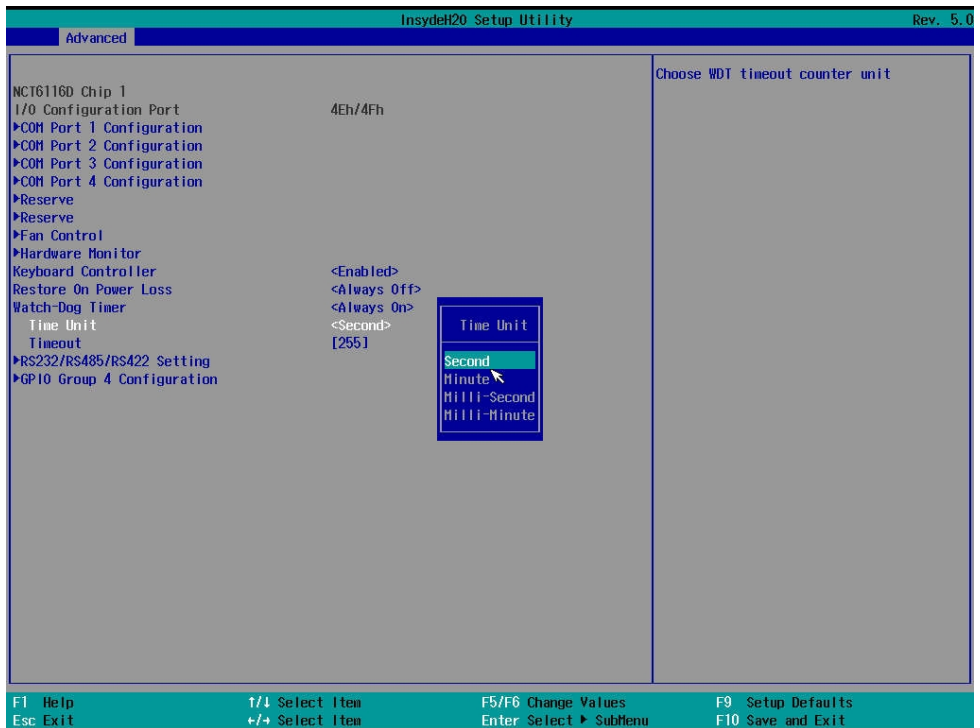 InsydeH20 Setup Utility Rev. 5.0
Advanced
Choose WDT timeout counter unit
NCT6116D Chip 1
I/O Configuration Port 4Eh/4Fh
▶COM Port 1 Configuration
▶COM Port 2 Configuration
▶COM Port 3 Configuration
▶COM Port 4 Configuration
▶Reserve
▶Reserve
▶Fan Control
▶Hardware Monitor
Keyboard Controller <Enabled>
Restore On Power Loss <Always Off>
Watch-Dog Timer <Always On>
Time Unit <Second>
Timeout [255]
▶RS232/RS485/RS422 Setting
▶GPIO Group 4 Configuration
Time Unit
Second
Minute
Milli-Second
Milli-Minute
F1 Help ↑/↓ Select Item F5/F6 Change Values F9 Setup Defaults
Esc Exit ←/→ Select Item Enter Select ▶ SubMenu F10 Save and Exit